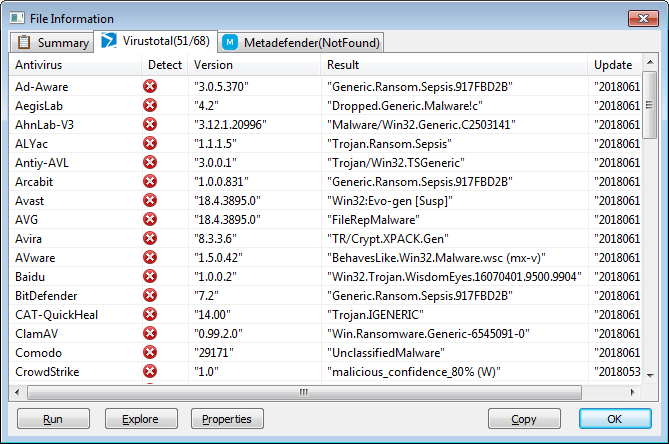 File Information
Summary Virustotal(51/68) M Metadefender(NotFound)
Antivirus Detect Version Result Update
Ad-Aware "3.0.5.370" "Generic.Ransom.Sepsis.917FBD2B" "2018061
AegisLab "4.2" "Dropped.Generic.Malware!c" "2018061
AhnLab-V3 "3.12.1.20996" "Malware/Win32.Generic.C2503141" "2018061
ALYac "1.1.1.5" "Trojan.Ransom.Sepsis" "2018061
Antiy-AVL "3.0.0.1" "Trojan/Win32.TSGeneric" "2018061
Arcabit "1.0.0.831" "Generic.Ransom.Sepsis.917FBD2B" "2018061
Avast "18.4.3895.0" "Win32:Evo-gen [Susp]" "2018061
AVG "18.4.3895.0" "FileRepMalware" "2018061
Avira "8.3.3.6" "TR/Crypt.XPACK.Gen" "2018061
AVware "1.5.0.42" "BehavesLike.Win32.Malware.wsc (mx-v)" "2018061
Baidu "1.0.0.2" "Win32.Trojan.WisdomEyes.16070401.9500.9904" "2018061
BitDefender "7.2" "Generic.Ransom.Sepsis.917FBD2B" "2018061
CAT-QuickHeal "14.00" "Trojan.IGENERIC" "2018061
ClamAV "0.99.2.0" "Win.Ransomware.Generic-6545091-0" "2018061
Comodo "29171" "UnclassifiedMalware" "2018061
CrowdStrike "1.0" "malicious_confidence_80% (W)" "2018053
Run Explore Properties Copy OK